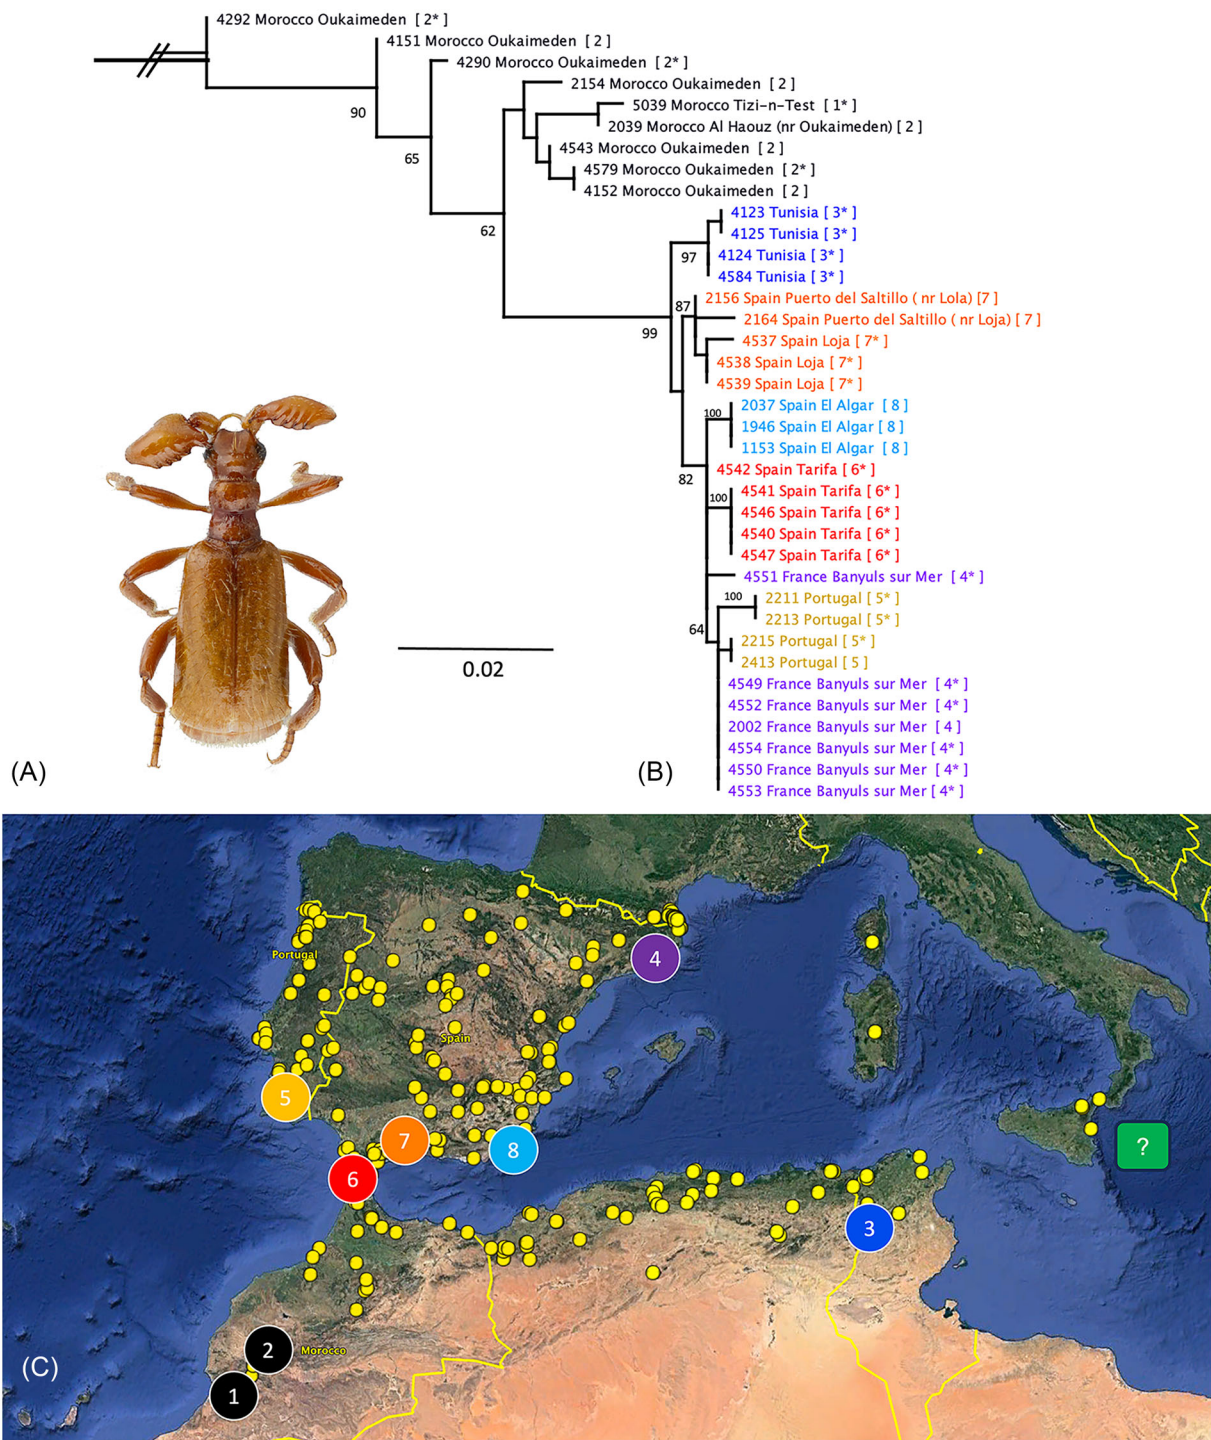 4292 Morocco Oukaimeden [ 2* ]
4151 Morocco Oukaimeden [ 2 ]
4290 Morocco Oukaimeden [ 2* ]
2154 Morocco Oukaimeden [ 2 ]
5039 Morocco Tizi-n-Test [ 1* ]
2039 Morocco Al Haouz (nr Oukaimeden) [ 2 ]
4543 Morocco Oukaimeden [ 2 ]
4579 Morocco Oukaimeden [ 2* ]
4152 Morocco Oukaimeden [ 2 ]
4123 Tunisia [ 3* ]
4125 Tunisia [ 3* ]
4124 Tunisia [ 3* ]
4584 Tunisia [ 3* ]
2156 Spain Puerto del Saltillo ( nr Lola) [7 ]
2164 Spain Puerto del Saltillo ( nr Loja) [ 7 ]
4537 Spain Loja [ 7* ]
4538 Spain Loja [ 7* ]
4539 Spain Loja [ 7* ]
2037 Spain El Algar [ 8 ]
1946 Spain El Algar [ 8 ]
1153 Spain El Algar [ 8 ]
4542 Spain Tarifa [ 6* ]
4541 Spain Tarifa [ 6* ]
4546 Spain Tarifa [ 6* ]
4540 Spain Tarifa [ 6* ]
4547 Spain Tarifa [ 6* ]
4551 France Banyuls sur Mer [ 4* ]
2211 Portugal [ 5* ]
2213 Portugal [ 5* ]
2215 Portugal [ 5* ]
2413 Portugal [ 5 ]
4549 France Banyuls sur Mer [ 4* ]
4552 France Banyuls sur Mer [ 4* ]
2002 France Banyuls sur Mer [ 4 ]
4554 France Banyuls sur Mer [ 4* ]
4550 France Banyuls sur Mer [ 4* ]
4553 France Banyuls sur Mer [ 4* ]
90
65
62
99
97
87
100
82
100
100
64
0.02
(A)
(B)
Portugal
Spain
Morocco
4
5
7
8
6
?
3
2
1
(C)